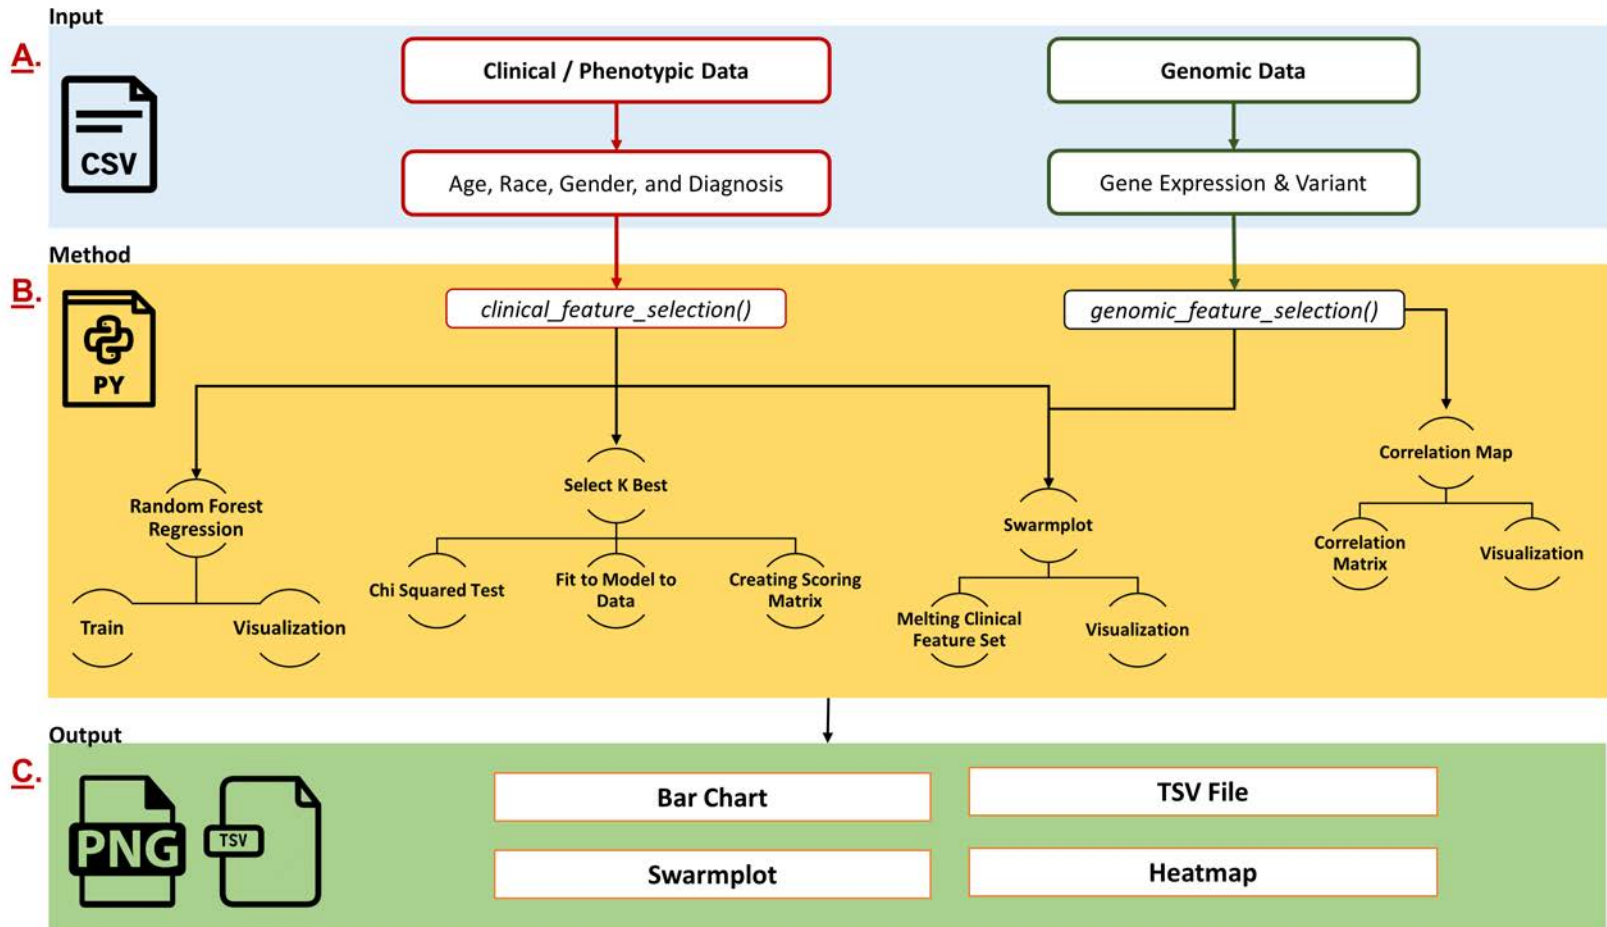 Input
A.
CSV
Clinical / Phenotypic Data
Genomic Data
Age, Race, Gender, and Diagnosis
Gene Expression & Variant
Method
B.
PY
clinical_feature_selection()
genomic_feature_selection()
Random Forest
Regression
Train
Visualization
Select K Best
Chi Squared Test
Fit to Model to
Data
Creating Scoring
Matrix
Swarmplot
Melting Clinical
Feature Set
Visualization
Correlation Map
Correlation
Matrix
Visualization
Output
C.
PNG
TSV
Bar Chart
TSV File
Swarmplot
Heatmap